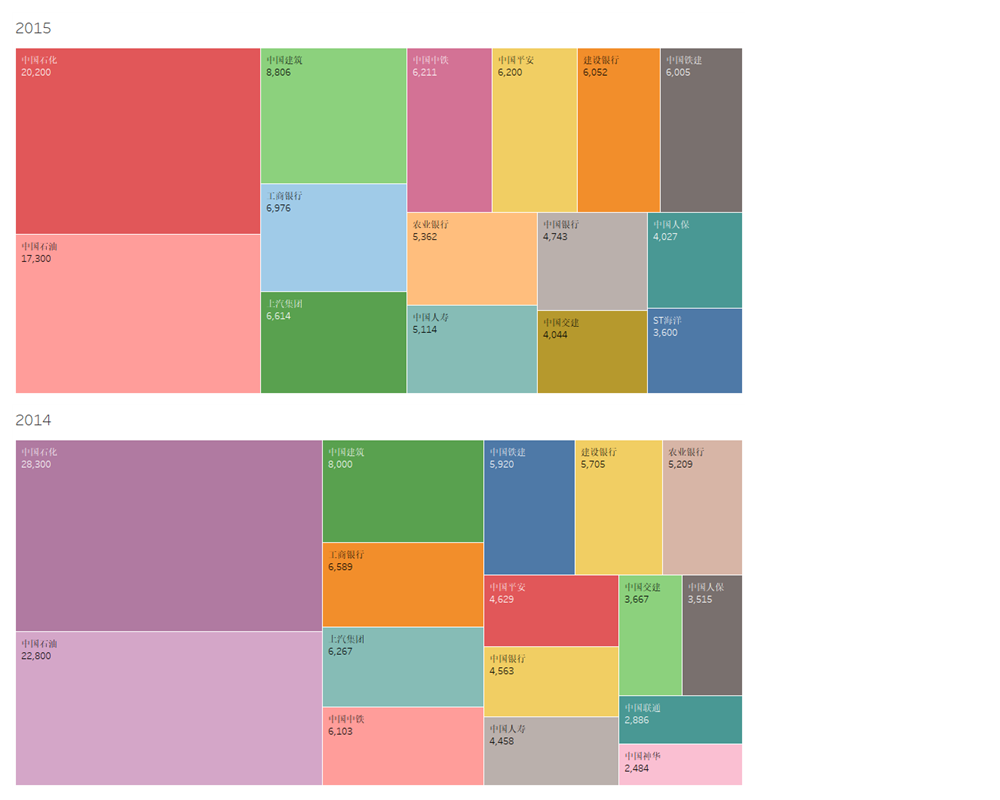 2015
中国石化
20,200
中国石油
17,300
中国建筑
8,806
工商银行
6,976
上汽集团
6,614
中国中铁
6,211
中国平安
6,200
建设银行
6,052
中国铁建
6,005
农业银行
5,362
中国人寿
5,114
中国银行
4,743
中国交建
4,044
中国人保
4,027
ST海洋
3,600
2014
中国石化
28,300
中国石油
22,800
中国建筑
8,000
工商银行
6,589
上汽集团
6,267
中国中铁
6,103
中国铁建
5,920
建设银行
5,705
农业银行
5,209
中国平安
4,629
中国银行
4,563
中国人寿
4,458
中国交建
3,667
中国人保
3,515
中国联通
2,886
中国神华
2,484